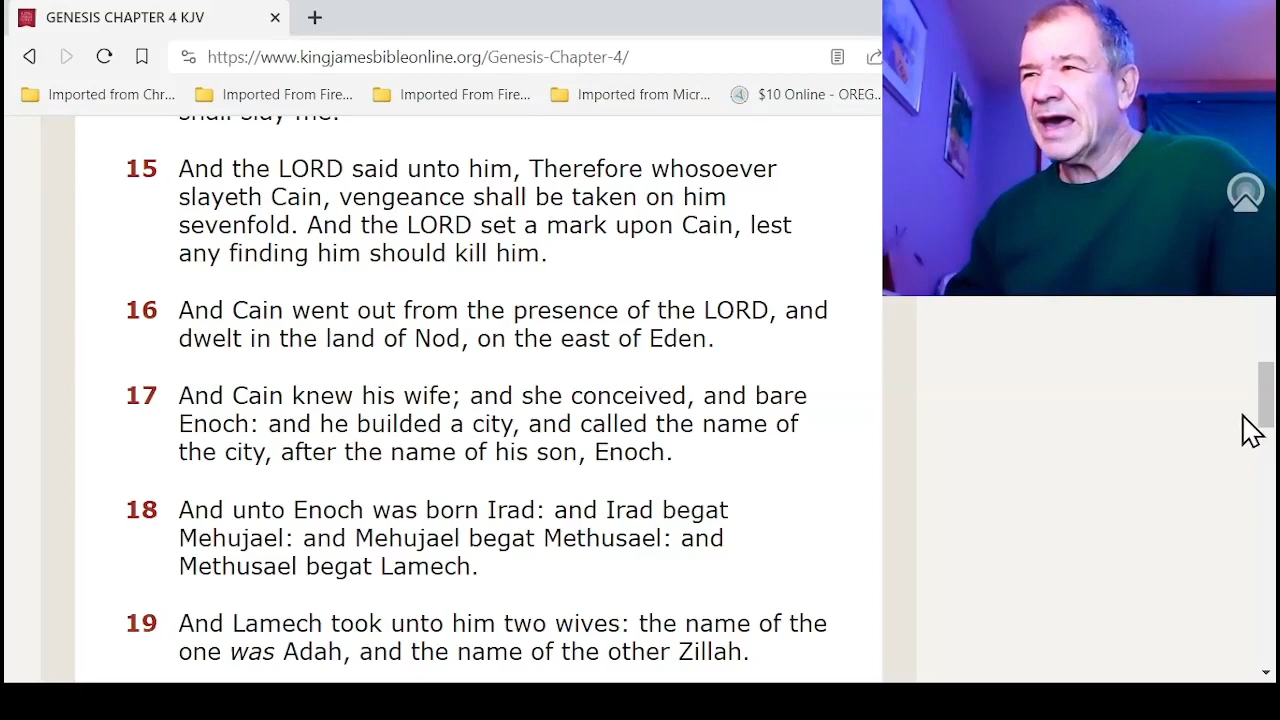 GENESIS CHAPTER 4 KJV
https://www.kingjamesbibleonline.org/Genesis-Chapter-4/
Imported from Chr... Imported From Fire... Imported From Fire... Imported from Micr... $10 Online - OREG...
shall slay me.
15 And the LORD said unto him, Therefore whosoever
slayeth Cain, vengeance shall be taken on him
sevenfold. And the LORD set a mark upon Cain, lest
any finding him should kill him.
16 And Cain went out from the presence of the LORD, and
dwelt in the land of Nod, on the east of Eden.
17 And Cain knew his wife; and she conceived, and bare
Enoch: and he builded a city, and called the name of
the city, after the name of his son, Enoch.
18 And unto Enoch was born Irad: and Irad begat
Mehujael: and Mehujael begat Methusael: and
Methusael begat Lamech.
19 And Lamech took unto him two wives: the name of the
one was Adah, and the name of the other Zillah.